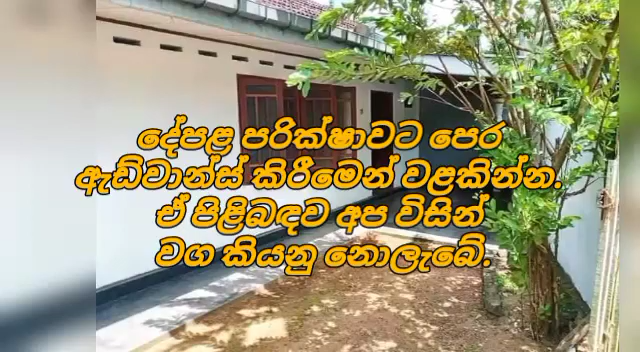 දේපළ පරික්ෂාවට පෙර
ඇඩ්වාන්ස් කිරීමෙන් වළකින්න.
ඒ පිළිබඳව අප විසින්
වග කියනු නොලැබේ.